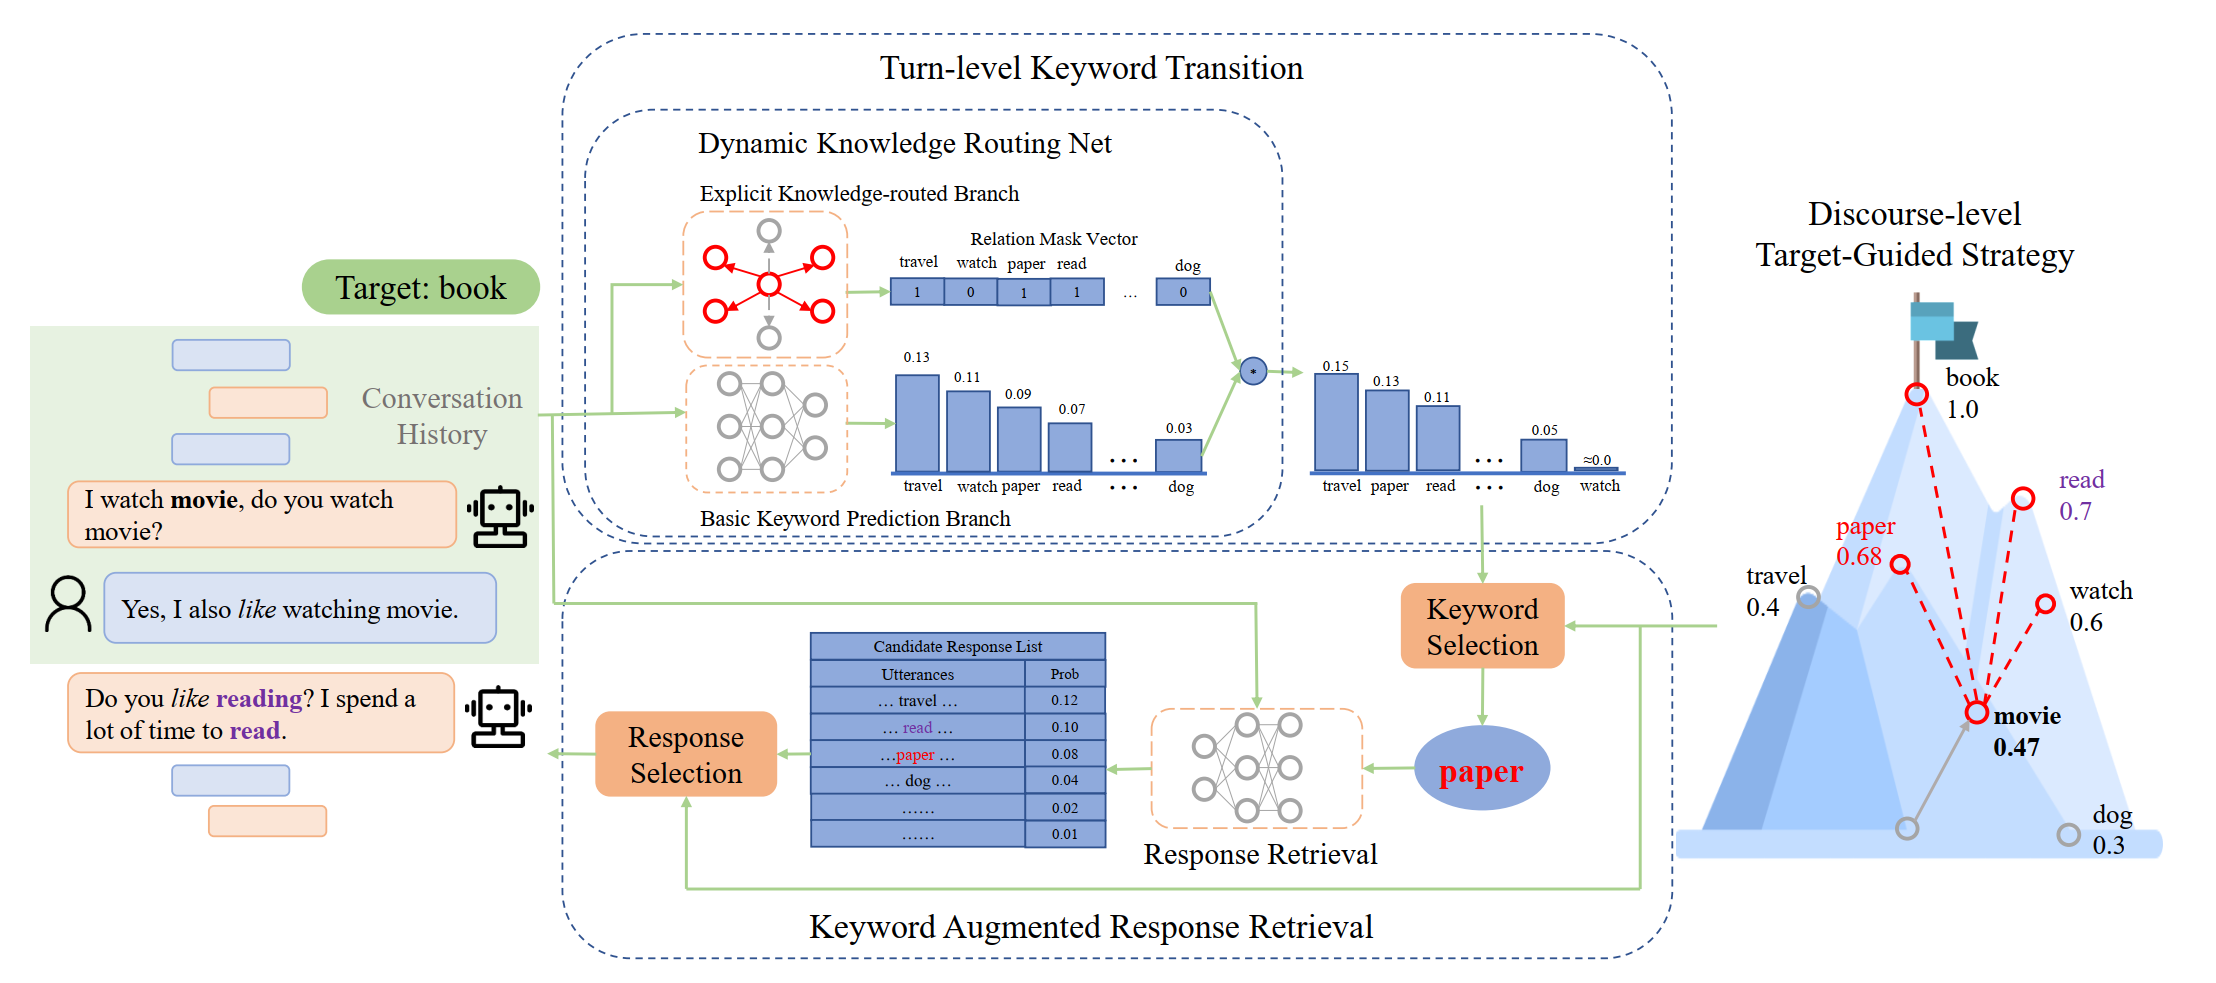 Turn-level Keyword Transition
Dynamic Knowledge Routing Net
Explicit Knowledge-routed Branch
Relation Mask Vector
travel watch paper read dog
1 0 1 1 ... 0
0.13 0.11 0.09 0.07 0.03
travel watch paper read ... dog
Basic Keyword Prediction Branch
*
0.15 0.13 0.11 0.05 ≈0.0
travel paper read ... dog watch
Target: book
Conversation
History
I watch movie, do you watch
movie?
Yes, I also like watching movie.
Do you like reading? I spend a
lot of time to read.
Keyword
Selection
paper
Response Retrieval
Candidate Response List
Utterances Prob
... travel ... 0.12
... read ... 0.10
...paper ... 0.08
... dog ... 0.04
...... 0.02
...... 0.01
Response
Selection
Keyword Augmented Response Retrieval
Discourse-level
Target-Guided Strategy
book
1.0
read
0.7
paper
0.68
travel
0.4
watch
0.6
movie
0.47
dog
0.3